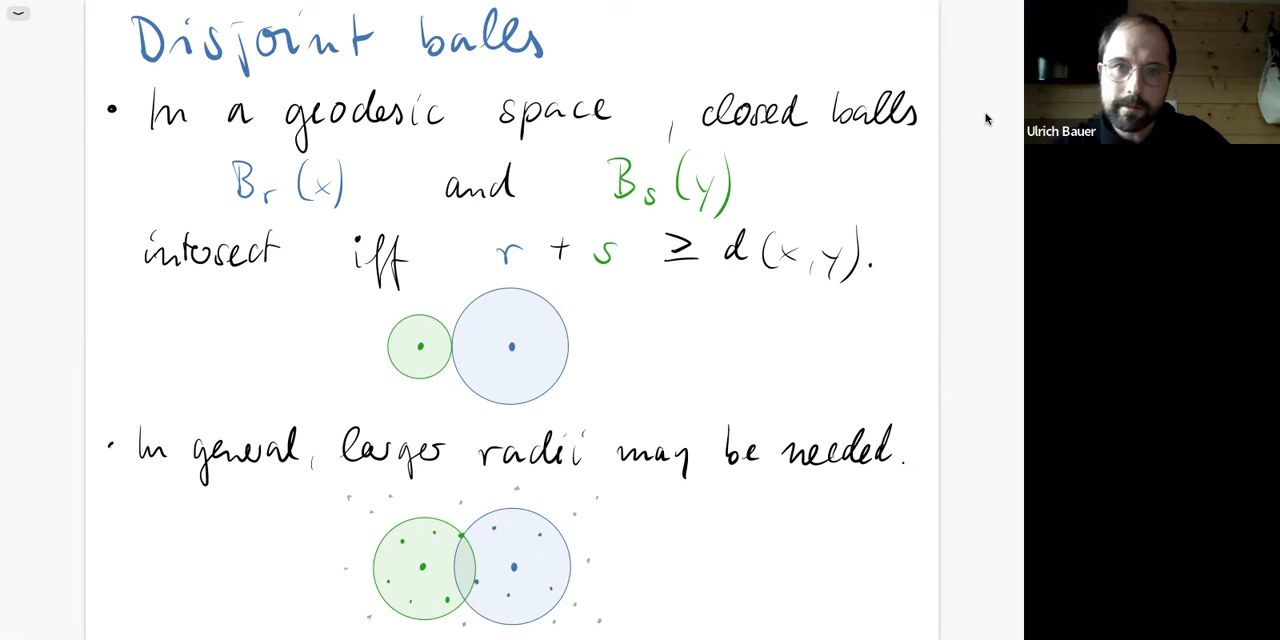 Disjoint balls
• In a geodesic space, closed balls
Br (x) and Bs (y)
intersect iff r + s ≥ d (x, y).
• In general, larger radii may be needed.
Ulrich Bauer